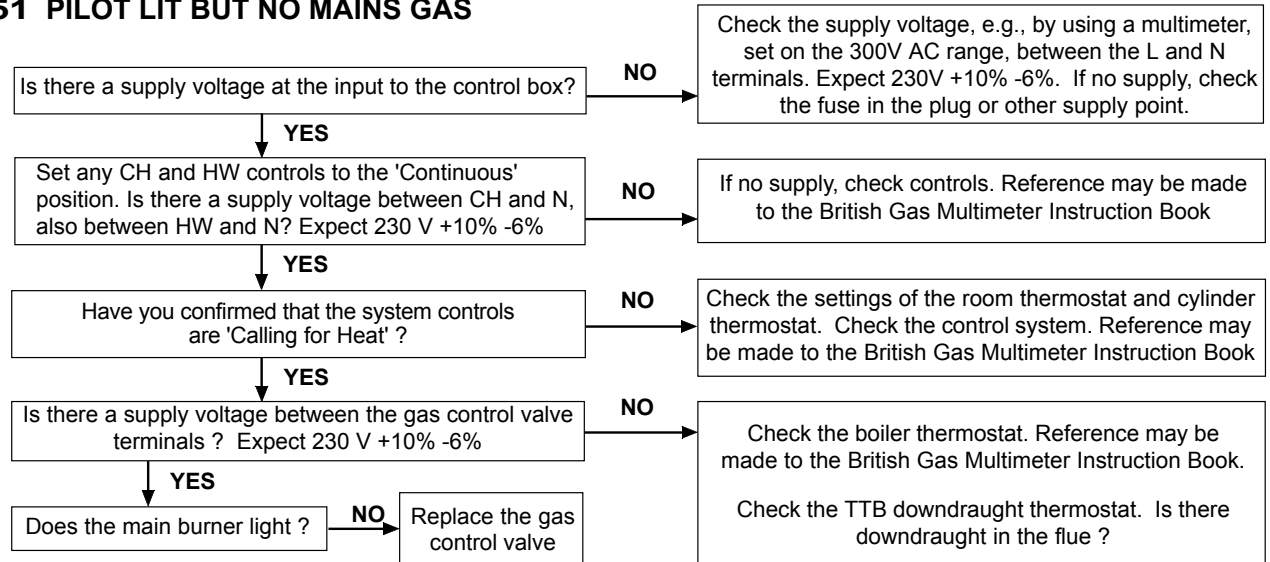 51 PILOT LIT BUT NO MAINS GAS
Is there a supply voltage at the input to the control box?
NO
Check the supply voltage, e.g., by using a multimeter,
set on the 300V AC range, between the L and N
terminals. Expect 230V +10% -6%. If no supply, check
the fuse in the plug or other supply point.
YES
Set any CH and HW controls to the 'Continuous'
position. Is there a supply voltage between CH and N,
also between HW and N? Expect 230 V +10% -6%
NO
If no supply, check controls. Reference may be made
to the British Gas Multimeter Instruction Book
YES
Have you confirmed that the system controls
are 'Calling for Heat' ?
NO
Check the settings of the room thermostat and cylinder
thermostat. Check the control system. Reference may
be made to the British Gas Multimeter Instruction Book
YES
Is there a supply voltage between the gas control valve
terminals ? Expect 230 V +10% -6%
NO
Check the boiler thermostat. Reference may be
made to the British Gas Multimeter Instruction Book.
Check the TTB downdraught thermostat. Is there
downdraught in the flue ?
YES
Does the main burner light ?
NO
Replace the gas
control valve